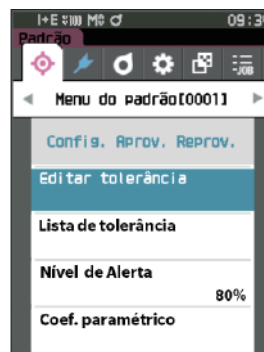 I+E M 09:3
Padrão
JOB
Menu do padrão[0001]
Config. Aprov. Reprov.
Editar tolerância
Lista de tolerância
Nível de Alerta
80%
Coef. paramétrico